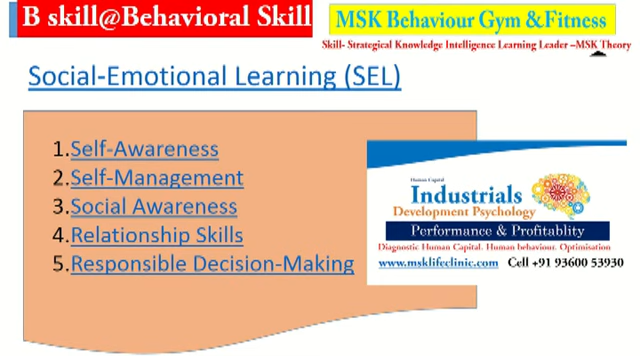 B skill@Behavioral Skill
MSK Behaviour Gym &Fitness
Skill- Strategical Knowledge Intelligence Learning Leader –MSK Theory
Social-Emotional Learning (SEL)
1.Self-Awareness
2.Self-Management
3.Social Awareness
4.Relationship Skills
5.Responsible Decision-Making
Human Capital
Industrials
Development Psychology
Performance & Profitablity
Diagnostic Human Capital. Human behaviour. Optimisation
www.msklifeclinic.com Cell +91 93600 53930